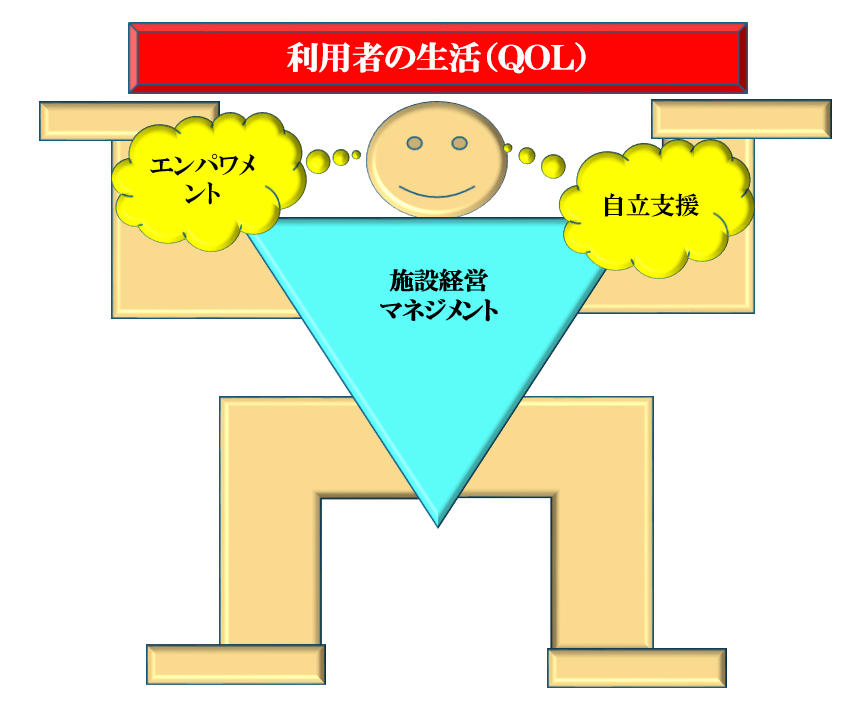 利用者の生活（QOL）
エンパワメ
ント
自立支援
施設経営
マネジメント